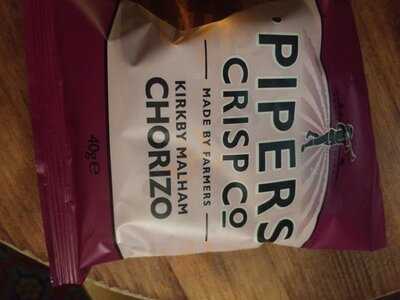 PIPERS
CRISP Co
MADE BY FARMERS
KIRKBY MALHAM
CHORIZO
40g e